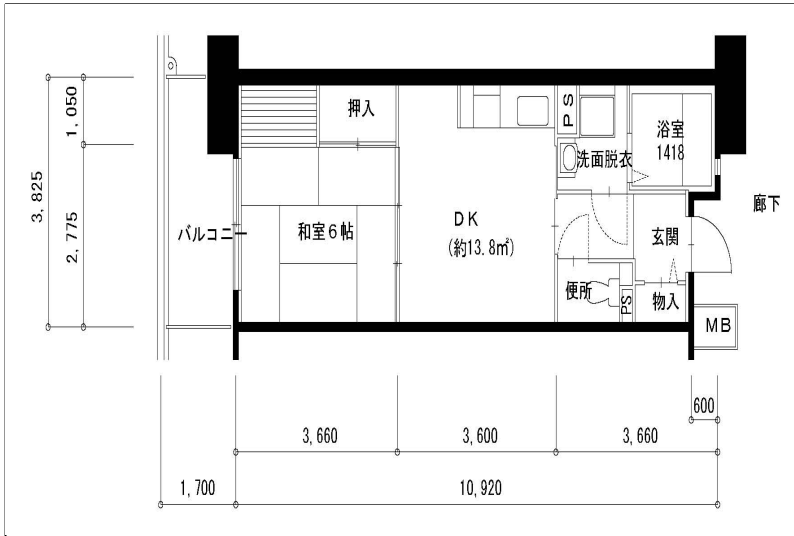 押入
PS
浴室
1418
洗面脱衣
廊下
バルコニー
和室6帖
DK
(約13.8㎡)
玄関
便所
PS
物入
MB
1,050
3,825
2,775
600
3,660
3,600
3,660
1,700
10,920